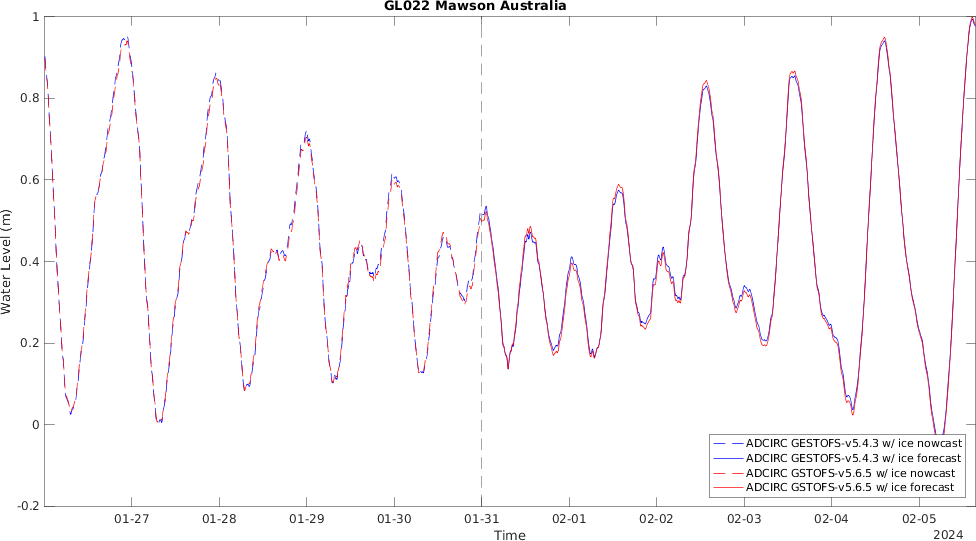 GL022 Mawson Australia
1
0.8
0.6
0.4
0.2
0
-0.2
Water Level (m)
ADCIRC GESTOFS-v5.4.3 w/ ice nowcast
ADCIRC GESTOFS-v5.4.3 w/ ice forecast
ADCIRC GSTOFS-v5.6.5 w/ ice nowcast
ADCIRC GSTOFS-v5.6.5 w/ ice forecast
01-27 01-28 01-29 01-30 01-31 02-01 02-02 02-03 02-04 02-05
Time
2024